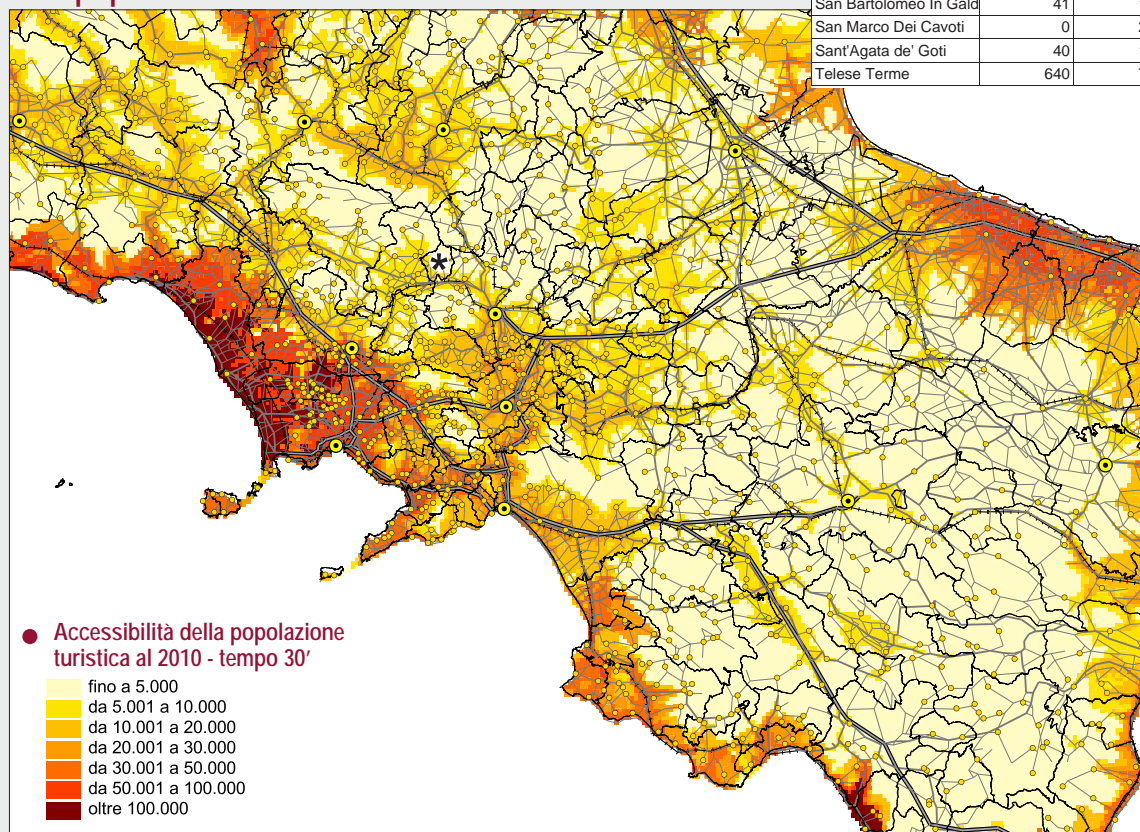 San Bartolomeo In Gald 41
San Marco Dei Cavoti 0
Sant'Agata de' Goti 40
Telese Terme 640
*
● Accessibilità della popolazione
turistica al 2010 - tempo 30'
fino a 5.000
da 5.001 a 10.000
da 10.001 a 20.000
da 20.001 a 30.000
da 30.001 a 50.000
da 50.001 a 100.000
oltre 100.000